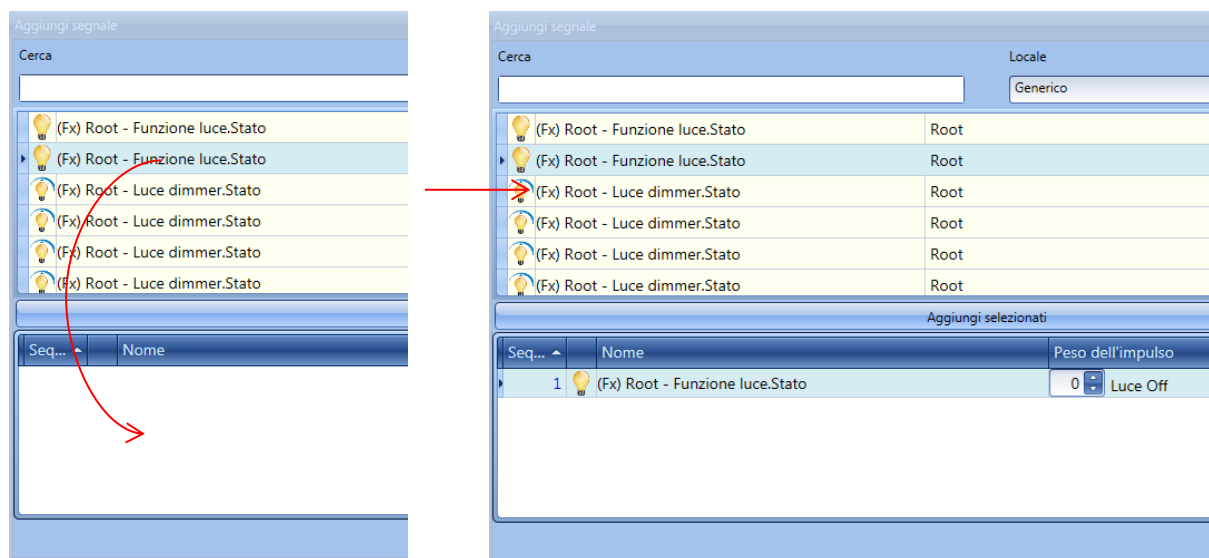 Aggiungi segnale
Cerca
(Fx) Root - Funzione luce.Stato
(Fx) Root - Funzione luce.Stato
(Fx) Root - Luce dimmer.Stato
(Fx) Root - Luce dimmer.Stato
(Fx) Root - Luce dimmer.Stato
(Fx) Root - Luce dimmer.Stato
Seq... Nome
Aggiungi segnale
Cerca Locale
Generico
(Fx) Root - Funzione luce.Stato Root
(Fx) Root - Funzione luce.Stato Root
(Fx) Root - Luce dimmer.Stato Root
(Fx) Root - Luce dimmer.Stato Root
(Fx) Root - Luce dimmer.Stato Root
(Fx) Root - Luce dimmer.Stato Root
Aggiungi selezionati
Seq... Nome Peso dell'impulso
1 (Fx) Root - Funzione luce.Stato 0 Luce Off